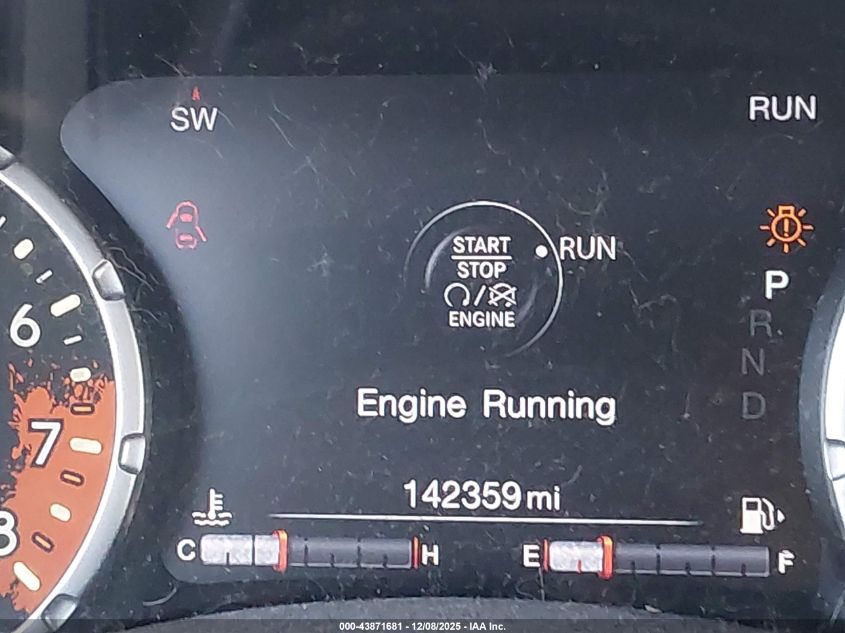 SW
RUN
START
STOP
ENGINE
RUN
P
R
N
D
6
7
8
Engine Running
142359 mi
C
H
E
F
000-43871681 - 12/08/2025 - IAA Inc.